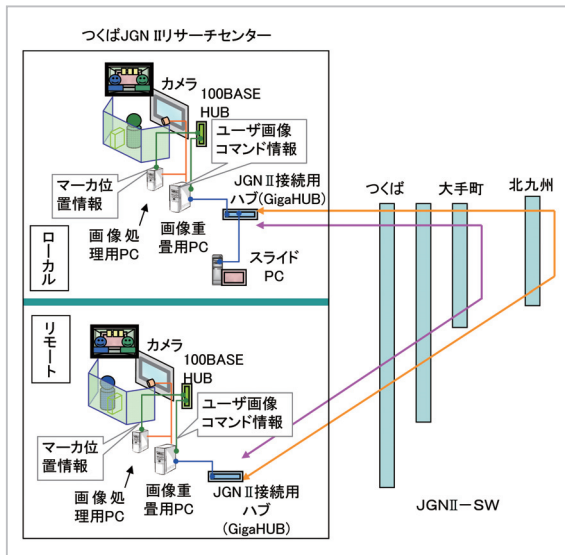 つくばJGN Ⅱリサーチセンター
カメラ
100BASE
HUB
ユーザ画像
コマンド情報
マーカ位
置情報
JGNⅡ接続用
ハブ(GigaHUB)
画像処
理用PC
画像重
畳用PC
スライド
PC
ローカル
つくば
大手町
北九州
リモート
カメラ
100BASE
HUB
ユーザ画像
コマンド情報
マーカ位
置情報
画像処
理用PC
画像重
畳用PC
JGNⅡ接続用
ハブ
(GigaHUB)
JGNⅡ－SW